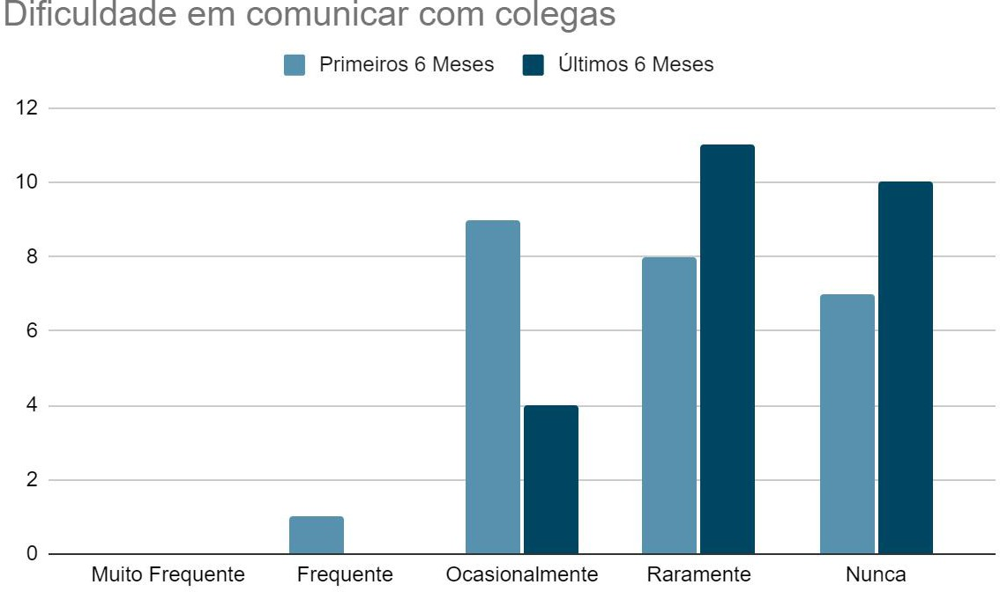 Dificuldade em comunicar com colegas
Primeiros 6 Meses Últimos 6 Meses
12
10
8
6
4
2
0
Muito Frequente Frequente Ocasionalmente Raramente Nunca